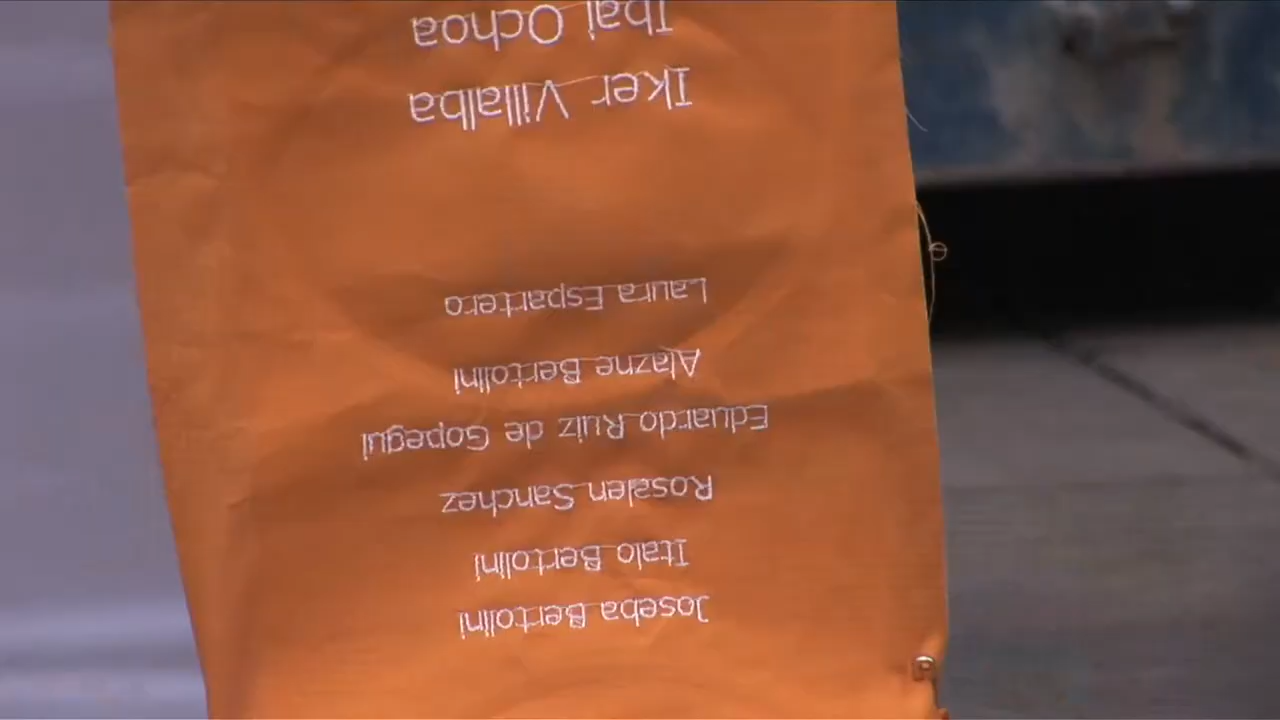 Joseba Bertolini
Italo Bertolini
Rosalen Sanchez
Eduardo Ruiz de Gopegui
Alazne Bertolini
Laura Espartero
Iker Villalba
Ibai Ochoa